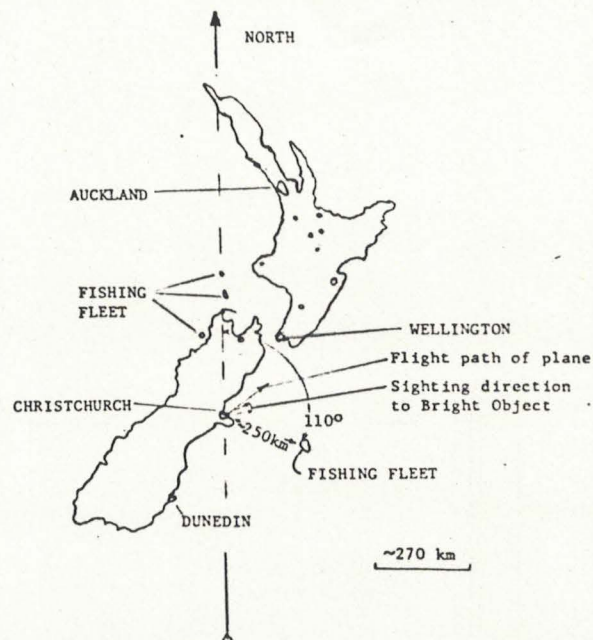 NORTH
AUCKLAND
FISHING
FLEET
WELLINGTON
Flight path of plane
Sighting direction
to Bright Object
CHRISTCHURCH
110°
~250km
FISHING FLEET
DUNEDIN
~270 km